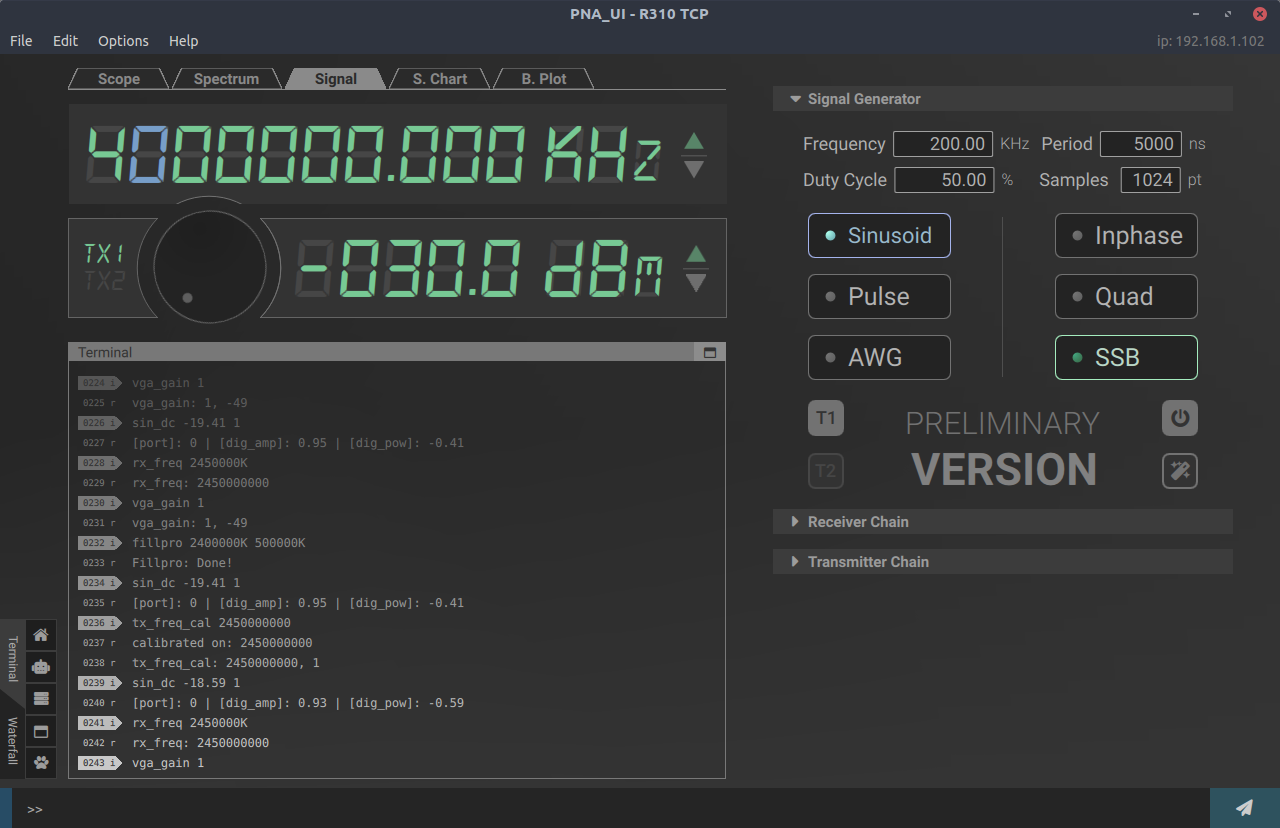 PNA_UI - R310 TCP
File Edit Options Help
ip: 192.168.1.102
Scope Spectrum Signal S. Chart B. Plot
4000000.000 KHz
TX1
TX2
-030.0 dBm
Terminal
0224 i vga_gain 1
0225 r vga_gain: 1, -49
0226 i sin_dc -19.41 1
0227 r [port]: 0 | [dig_amp]: 0.95 | [dig_pow]: -0.41
0228 i rx_freq 2450000K
0229 r rx_freq: 2450000000
0230 i vga_gain 1
0231 r vga_gain: 1, -49
0232 i fillpro 2400000K 500000K
0233 r Fillpro: Done!
0234 i sin_dc -19.41 1
0235 r [port]: 0 | [dig_amp]: 0.95 | [dig_pow]: -0.41
0236 i tx_freq_cal 2450000000
0237 r calibrated on: 2450000000
0238 r tx_freq_cal: 2450000000, 1
0239 i sin_dc -18.59 1
0240 r [port]: 0 | [dig_amp]: 0.93 | [dig_pow]: -0.59
0241 i rx_freq 2450000K
0242 r rx_freq: 2450000000
0243 i vga_gain 1
Terminal
Waterfall
>>
Signal Generator
Frequency 200.00 KHz Period 5000 ns
Duty Cycle 50.00 % Samples 1024 pt
Sinusoid Inphase
Pulse Quad
AWG SSB
T1
T2
PRELIMINARY
VERSION
Receiver Chain
Transmitter Chain